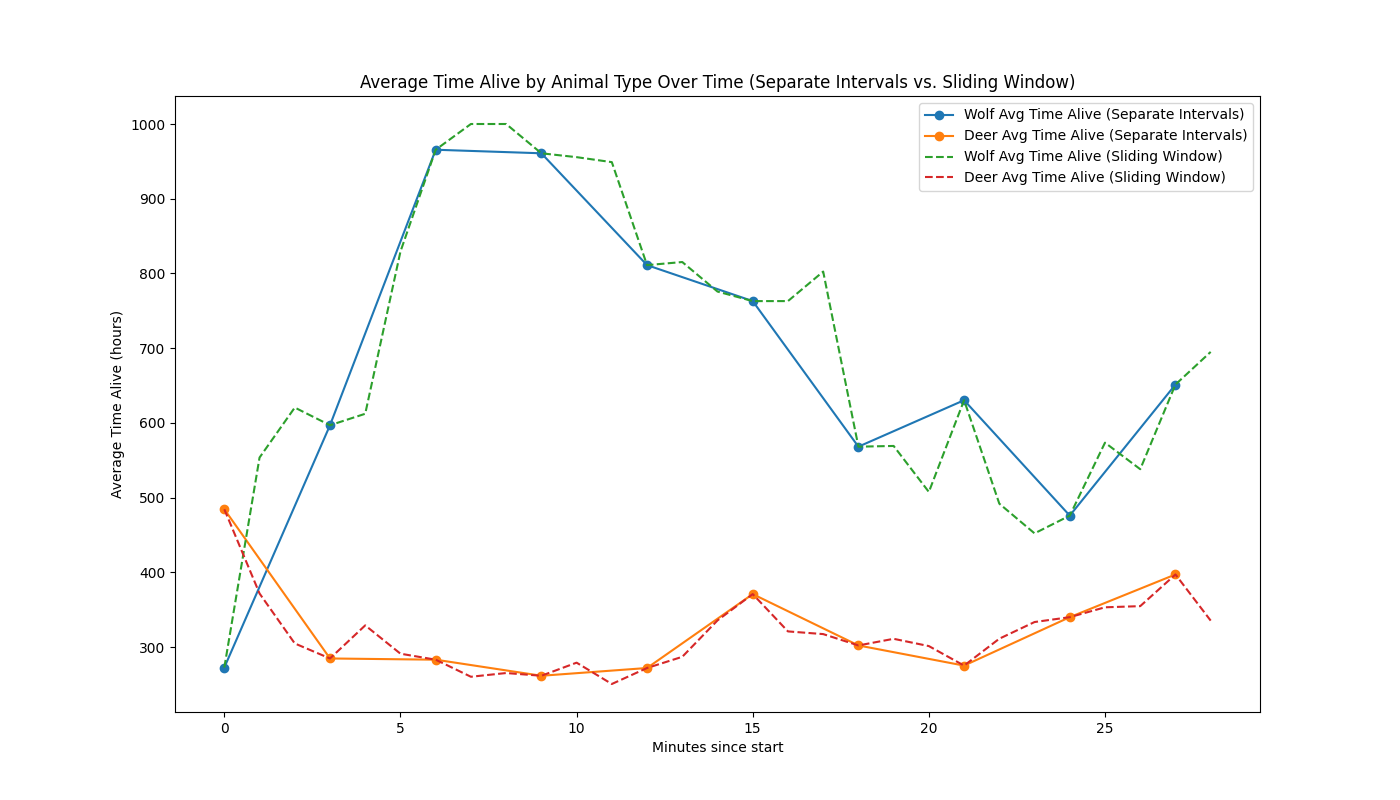 Average Time Alive by Animal Type Over Time (Separate Intervals vs. Sliding Window)
Wolf Avg Time Alive (Separate Intervals)
Deer Avg Time Alive (Separate Intervals)
Wolf Avg Time Alive (Sliding Window)
Deer Avg Time Alive (Sliding Window)
Average Time Alive (hours)
1000
900
800
700
600
500
400
300
0
5
10
15
20
25
Minutes since start